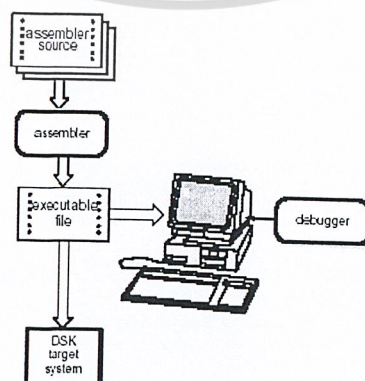 assembler
source
assembler
executable
file
debugger
DSK
target
system